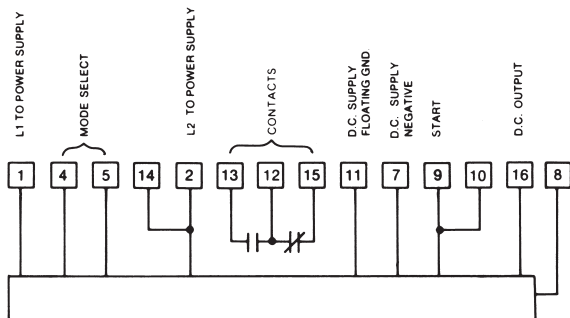 L1 TO POWER SUPPLY
MODE SELECT
L2 TO POWER SUPPLY
CONTACTS
D.C. SUPPLY
FLOATING GND
D.C. SUPPLY
NEGATIVE
START
D.C. OUTPUT
1 4 5 14 2 13 12 15 11 7 9 10 16 8